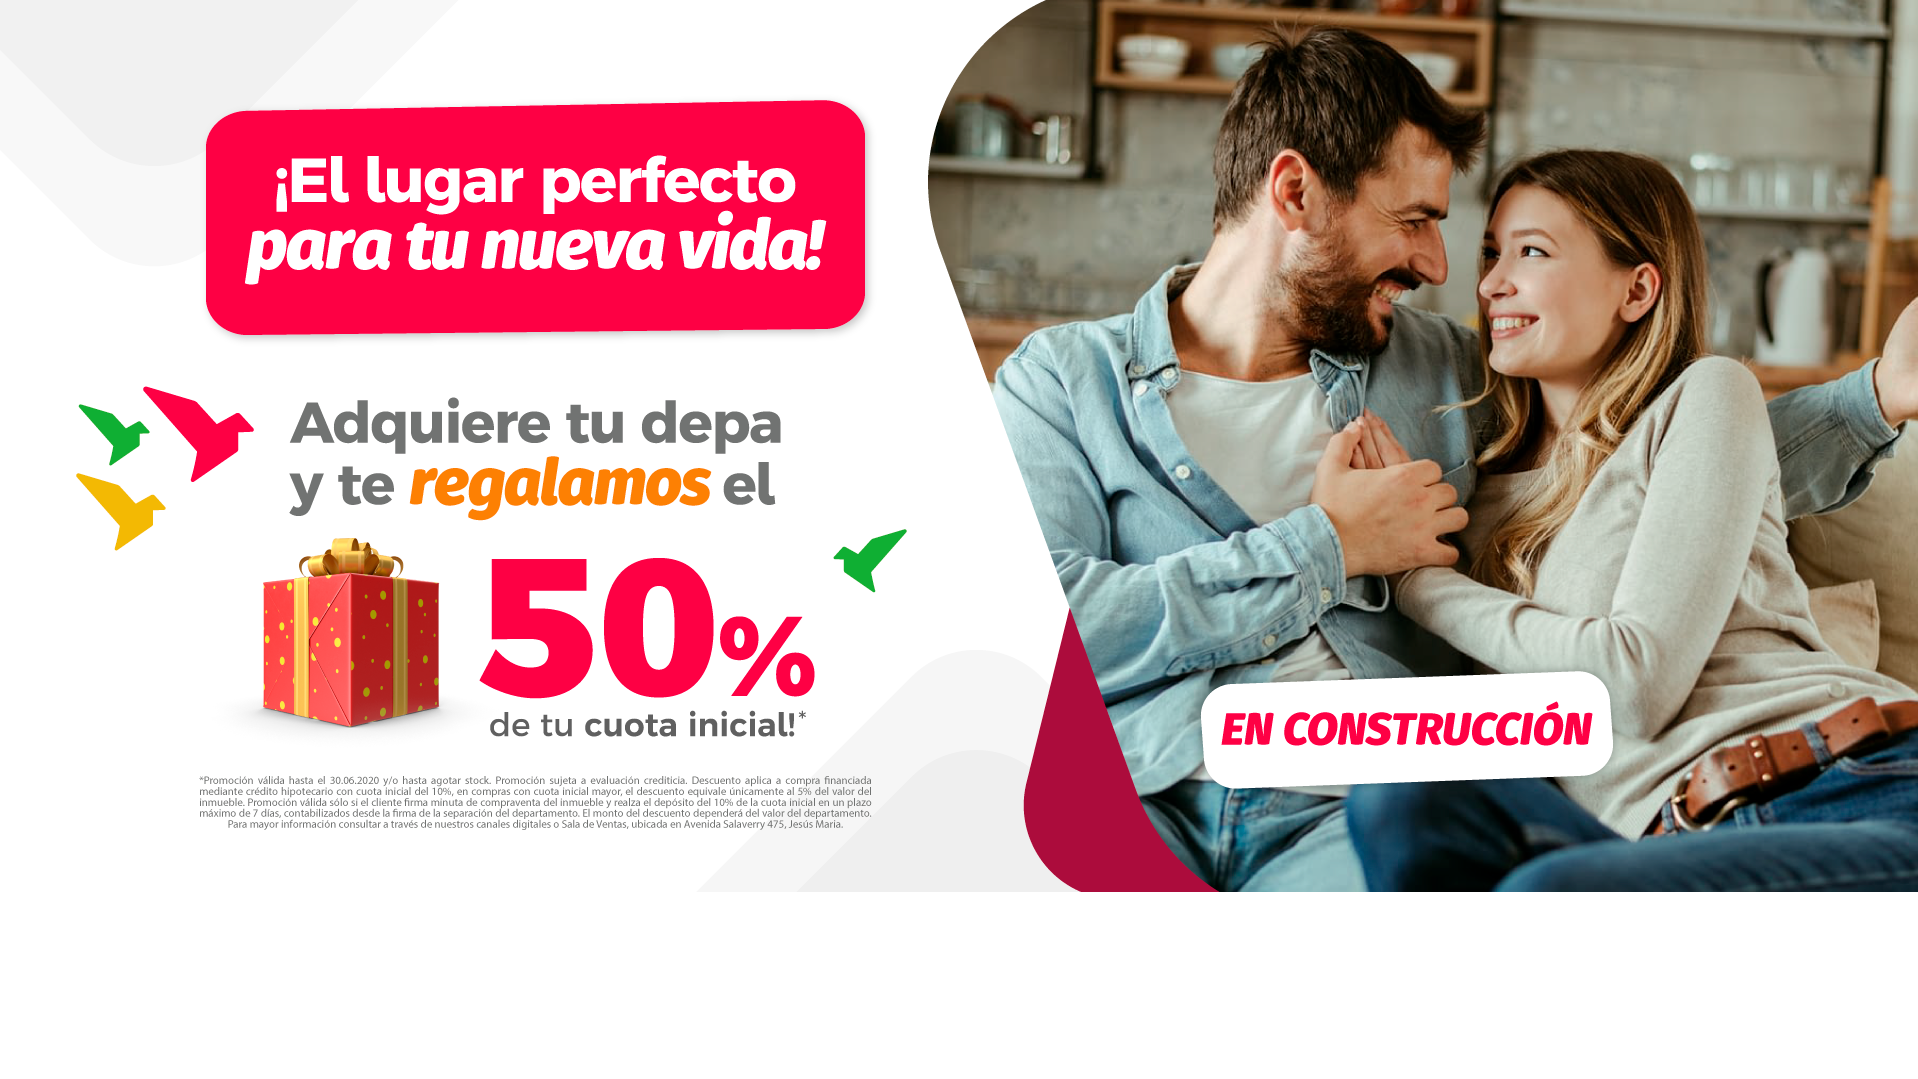 ¡El lugar perfecto
para tu nueva vida!
Adquiere tu depa
y te regalamos el
50%
de tu cuota inicial!*
EN CONSTRUCCIÓN
*Promoción válida hasta el 30.06.2020 y/o hasta agotar stock. Promoción sujeta a evaluación crediticia. Descuento aplica a compra financiada
mediante crédito hipotecario con cuota inicial del 10%, en compras con cuota inicial mayor, el descuento equivale únicamente al 5% del valor del
inmueble. Promoción válida sólo si el cliente firma minuta de compraventa del inmueble y realza el depósito del 10% de la cuota inicial en un plazo
máximo de 7 días, contabilizados desde la firma de la separación del departamento. El monto del descuento dependerá del valor del departamento.
Para mayor información consultar a través de nuestros canales digitales o Sala de Ventas, ubicada en Avenida Salaverry 475, Jesús Maria.